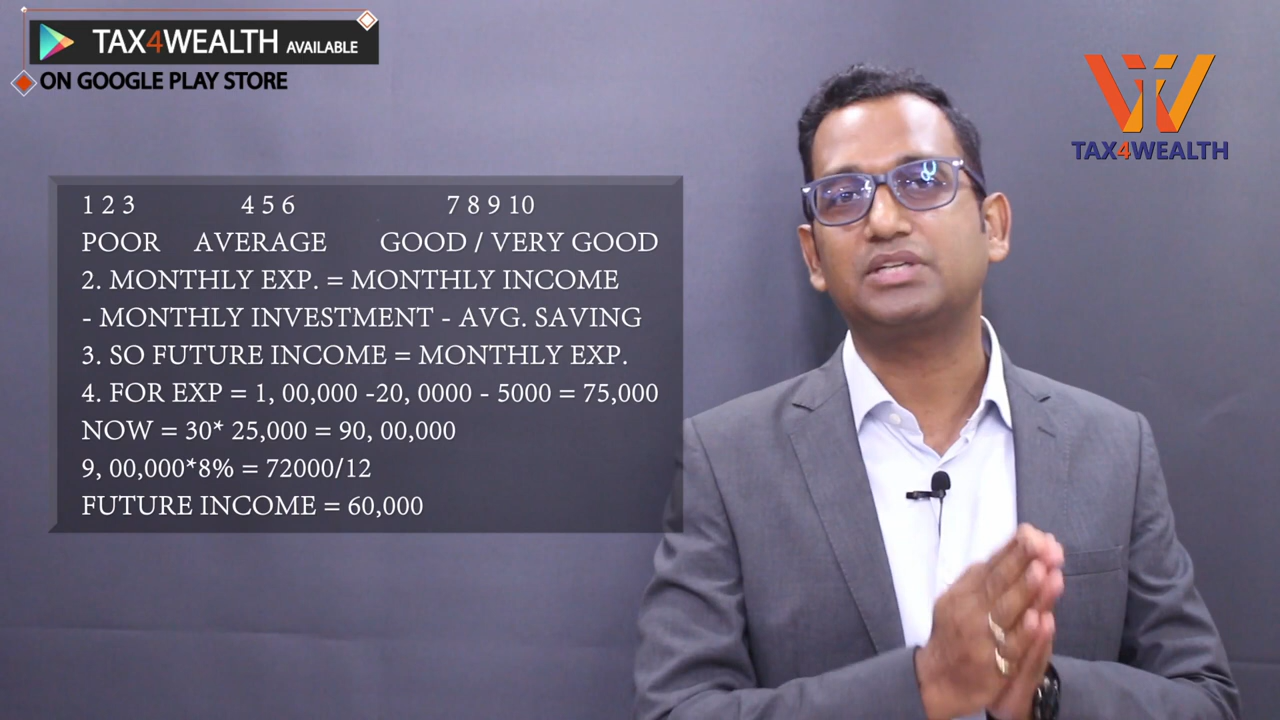 TAX4WEALTH AVAILABLE
ON GOOGLE PLAY STORE
TAX4WEALTH
1 2 3 4 5 6 7 8 9 10
POOR AVERAGE GOOD / VERY GOOD
2. MONTHLY EXP. = MONTHLY INCOME
- MONTHLY INVESTMENT - AVG. SAVING
3. SO FUTURE INCOME = MONTHLY EXP.
4. FOR EXP = 1, 00,000 -20, 0000 - 5000 = 75,000
NOW = 30* 25,000 = 90, 00,000
9, 00,000*8% = 72000/12
FUTURE INCOME = 60,000